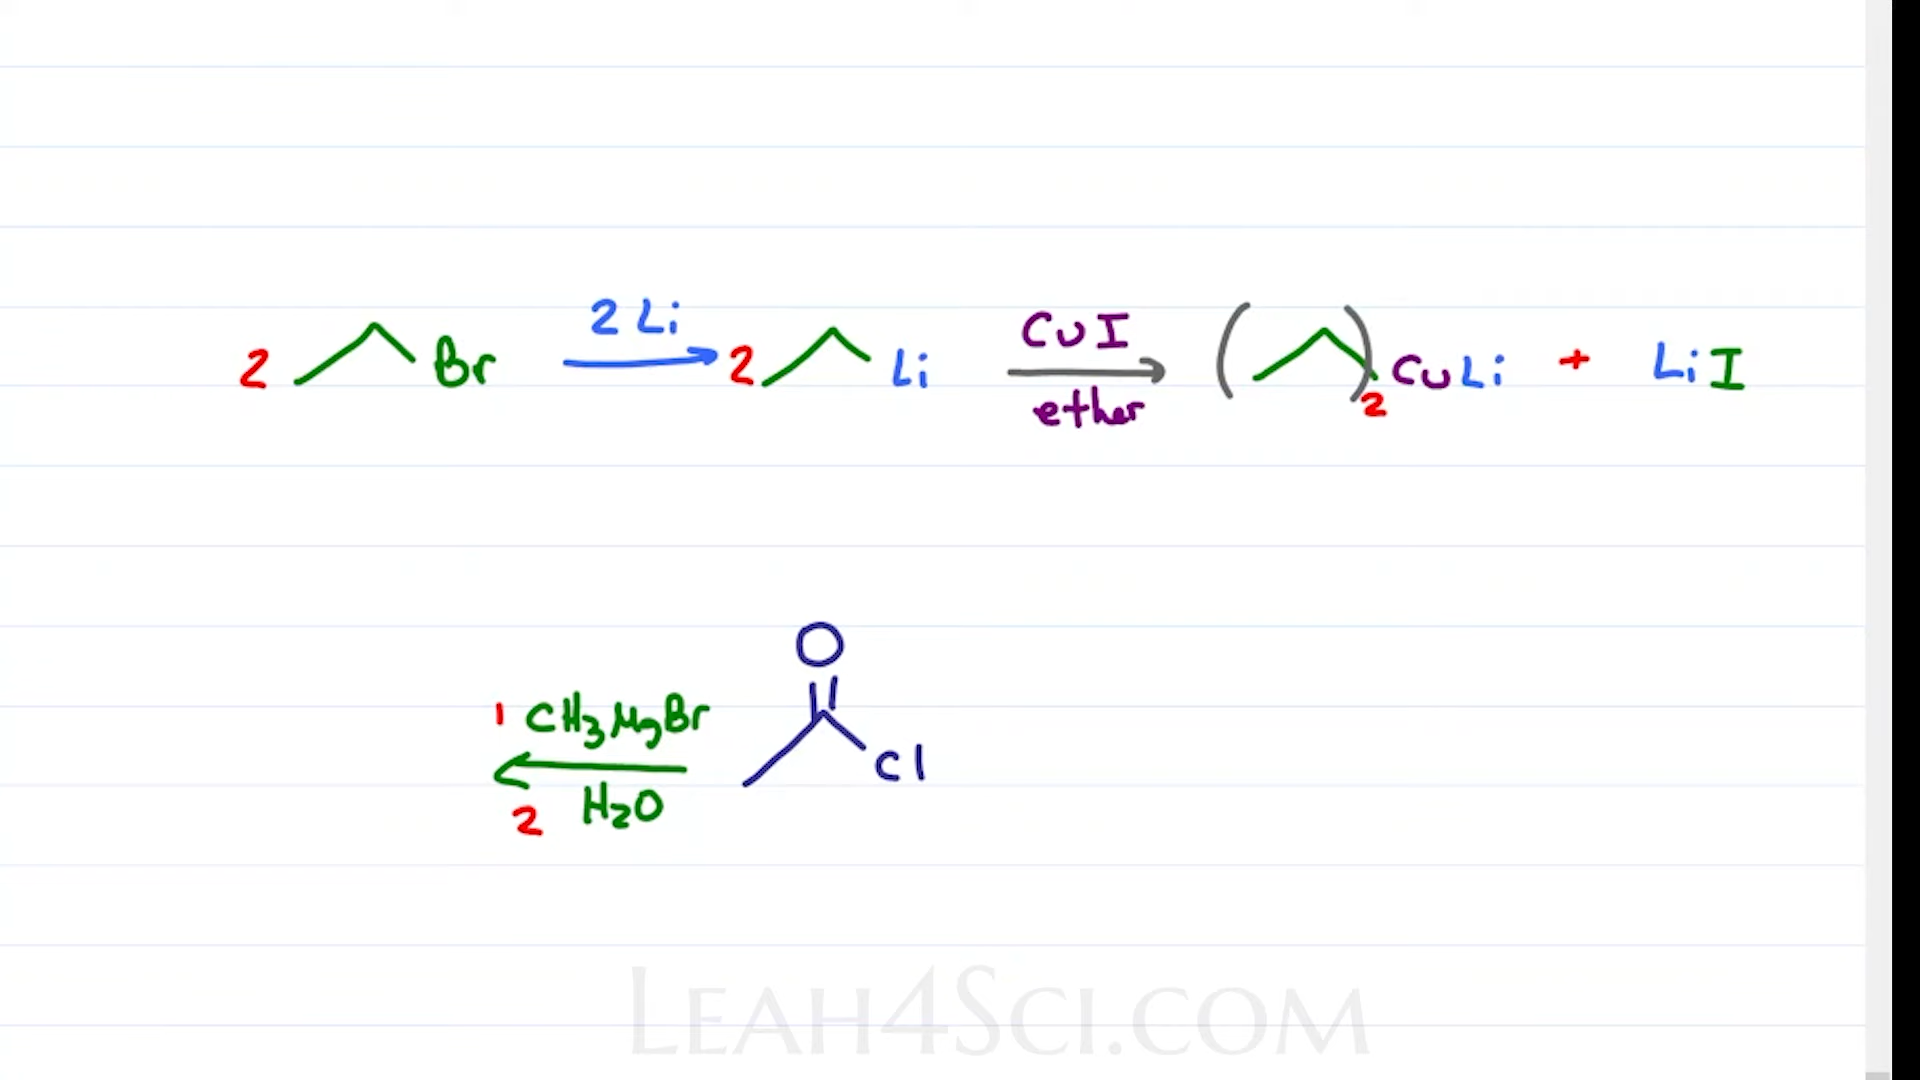 2 Br 2 Li 2 Li CuI ether ( )2 CuLi + LiI
O
1 CH3MgBr
Cl
2 H2O
LEAH4SCI.COM